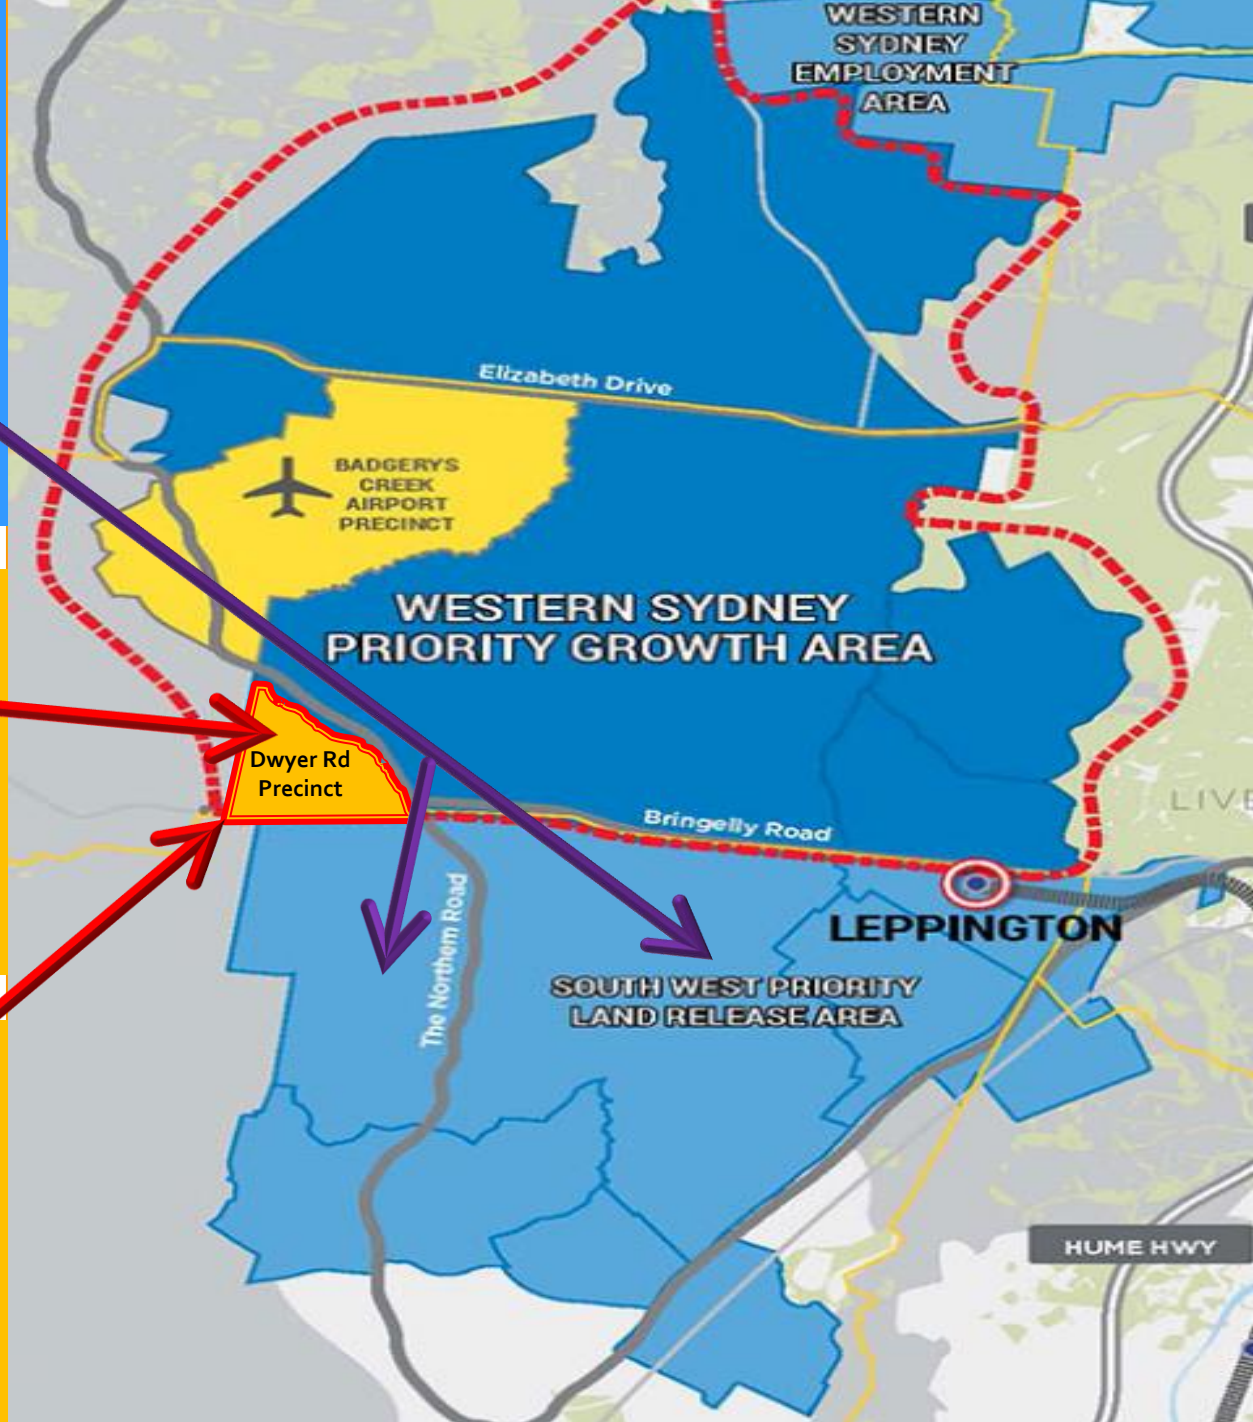 WESTERN
SYDNEY
EMPLOYMENT
AREA
Elizabeth Drive
BADGERYS
CREEK
AIRPORT
PRECINCT
WESTERN SYDNEY
PRIORITY GROWTH AREA
Dwyer Rd
Precinct
Bringelly Road
LIVE
LEPPINGTON
The Northern Road
SOUTH WEST PRIORITY
LAND RELEASE AREA
HUME HWY